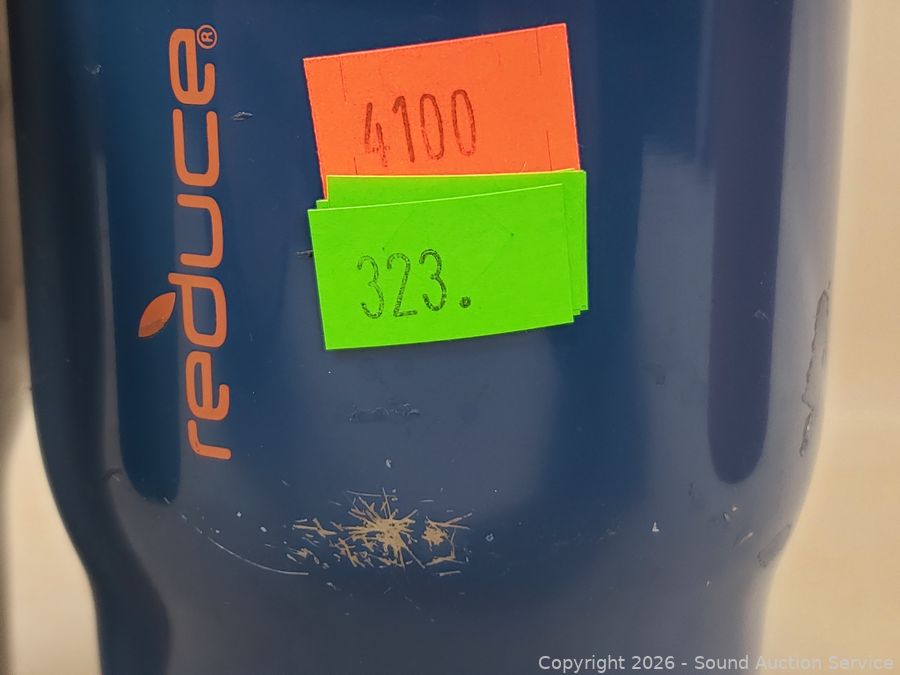 reduce®
4100
323.
Copyright 2026 - Sound Auction Service